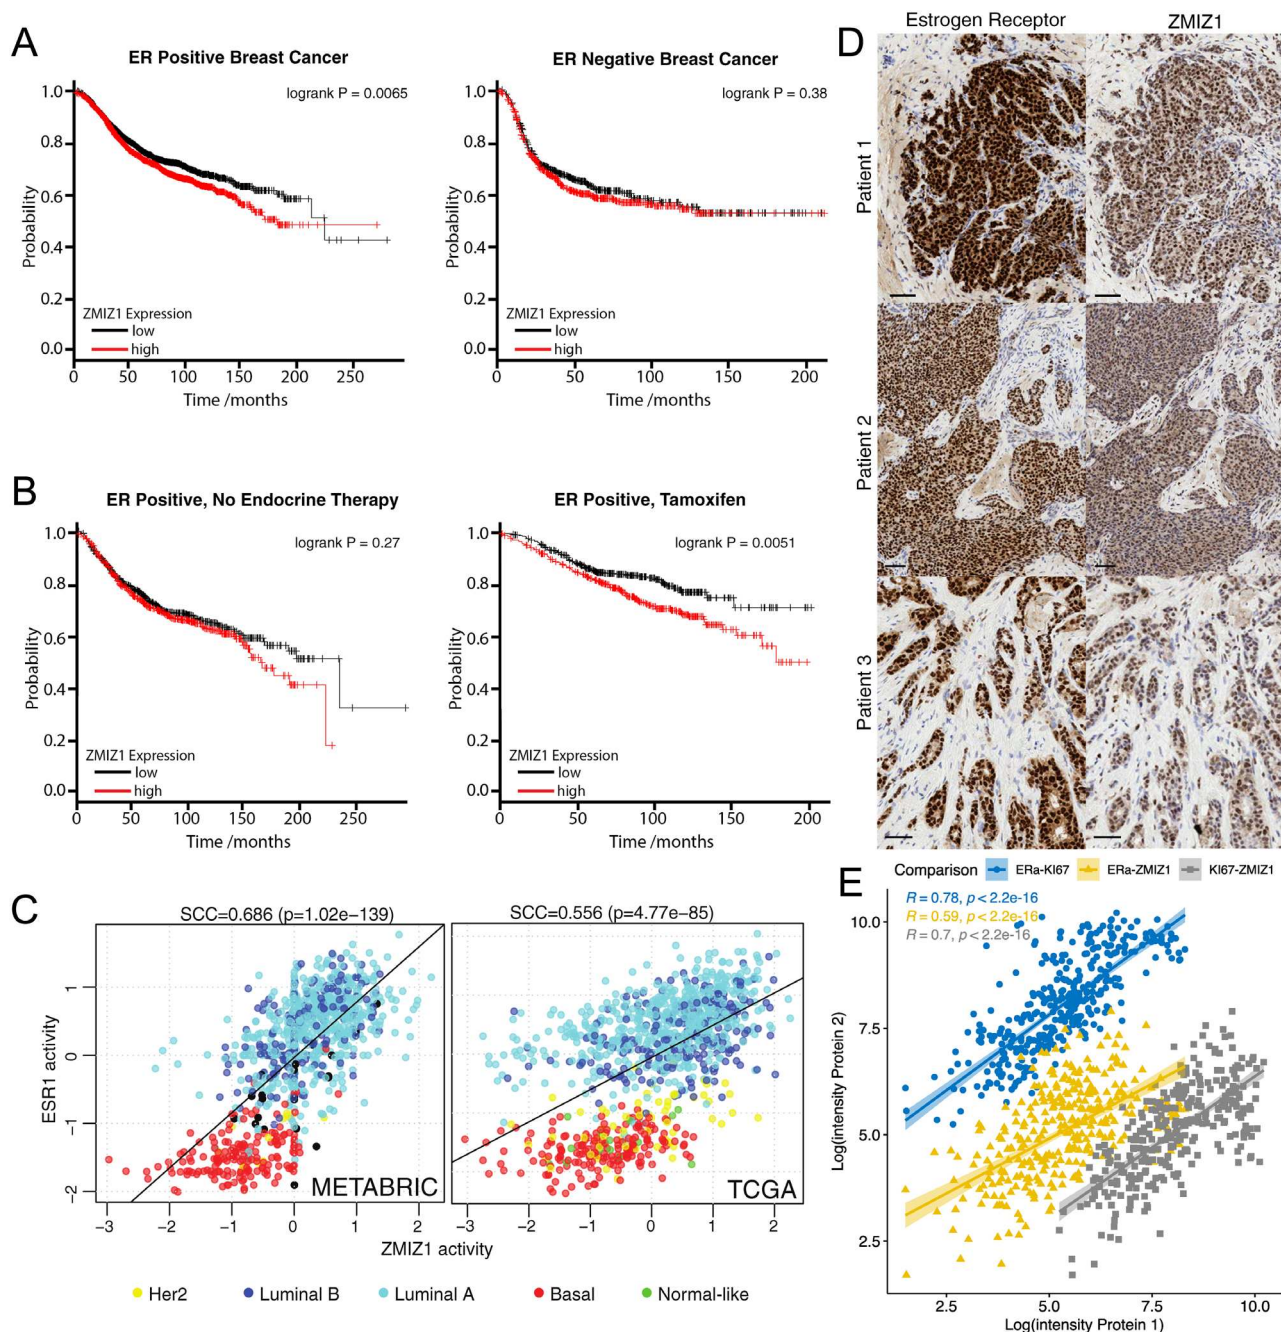 A
ER Positive Breast Cancer
logrank P = 0.0065
1.0
0.8
0.6
0.4
0.2
0.0
Probability
ZMIZ1 Expression
low
high
0 50 100 150 200 250
Time /months
ER Negative Breast Cancer
logrank P = 0.38
1.0
0.8
0.6
0.4
0.2
0.0
Probability
ZMIZ1 Expression
low
high
0 50 100 150 200
Time /months
B
ER Positive, No Endocrine Therapy
logrank P = 0.27
1.0
0.8
0.6
0.4
0.2
0.0
Probability
ZMIZ1 Expression
low
high
0 50 100 150 200 250
Time /months
ER Positive, Tamoxifen
logrank P = 0.0051
1.0
0.8
0.6
0.4
0.2
0.0
Probability
ZMIZ1 Expression
low
high
0 50 100 150 200
Time /months
C
SCC=0.686 (p=1.02e−139)
SCC=0.556 (p=4.77e−85)
ESR1 activity
1
0
−1
−2
METABRIC
TCGA
−3 −2 −1 0 1 2
−3 −2 −1 0 1 2
ZMIZ1 activity
Her2
Luminal B
Luminal A
Basal
Normal-like
D
Estrogen Receptor
ZMIZ1
Patient 1
Patient 2
Patient 3
E
Comparison
ERa-KI67
ERa-ZMIZ1
KI67-ZMIZ1
R = 0.78, p < 2.2e-16
R = 0.59, p < 2.2e-16
R = 0.7, p < 2.2e-16
10.0
7.5
5.0
2.5
Log(intensity Protein 2)
2.5 5.0 7.5 10.0
Log(intensity Protein 1)